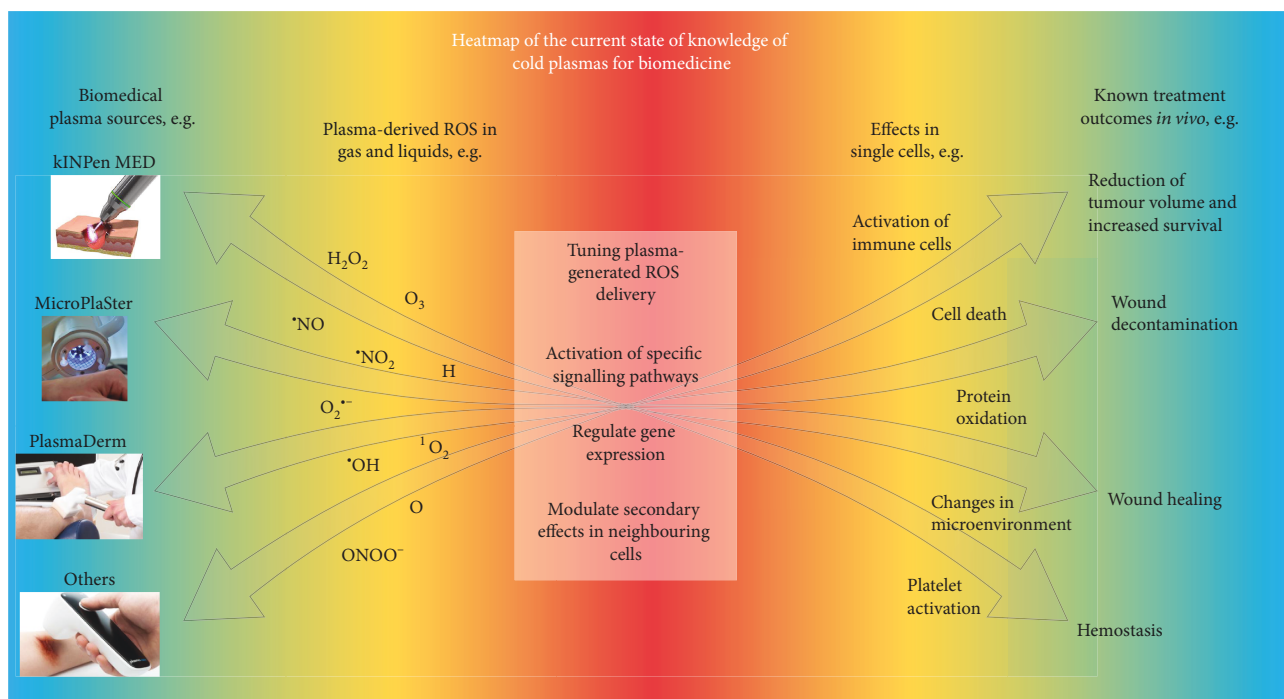 Heatmap of the current state of knowledge of
cold plasmas for biomedicine
Biomedical
plasma sources, e.g.
kINPen MED
MicroPlaSter
PlasmaDerm
Others
Plasma-derived ROS in
gas and liquids, e.g.
H₂O₂
O₃
•NO
•NO₂
H
O₂•⁻
¹O₂
•OH
O
ONOO⁻
Tuning plasma-
generated ROS
delivery
Activation of specific
signalling pathways
Regulate gene
expression
Modulate secondary
effects in neighbouring
cells
Effects in
single cells, e.g.
Activation of
immune cells
Cell death
Protein
oxidation
Changes in
microenvironment
Platelet
activation
Known treatment
outcomes in vivo, e.g.
Reduction of
tumour volume and
increased survival
Wound
decontamination
Wound healing
Hemostasis